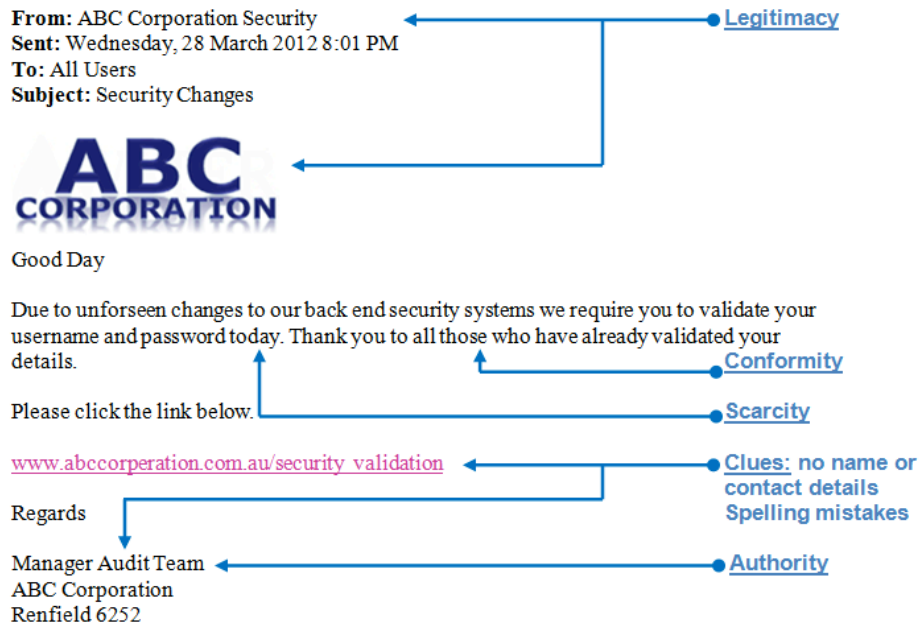 From: ABC Corporation Security
Legitimacy
Sent: Wednesday, 28 March 2012 8:01 PM
To: All Users
Subject: Security Changes
ABC
CORPORATION
Good Day
Due to unforseen changes to our back end security systems we require you to validate your
username and password today. Thank you to all those who have already validated your
details.
Conformity
Please click the link below.
Scarcity
www.abccorperation.com.au/security_validation
Clues: no name or
contact details
Spelling mistakes
Regards
Manager Audit Team
Authority
ABC Corporation
Renfield 6252